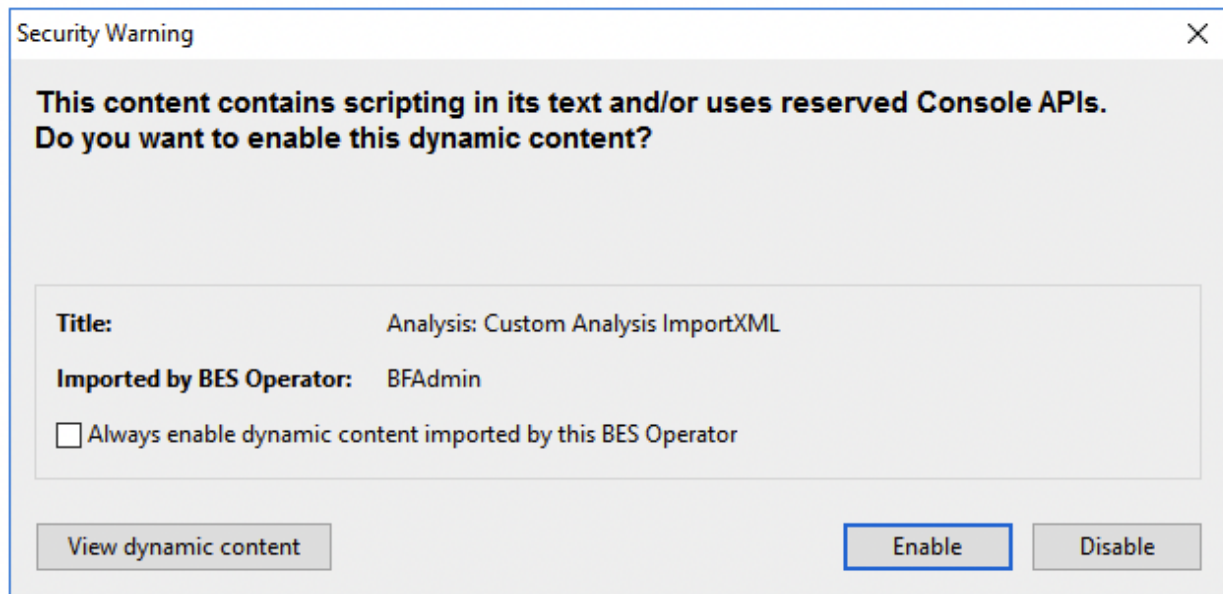 Security Warning
This content contains scripting in its text and/or uses reserved Console APIs.
Do you want to enable this dynamic content?
Title: Analysis: Custom Analysis ImportXML
Imported by BES Operator: BFAdmin
Always enable dynamic content imported by this BES Operator
View dynamic content Enable Disable